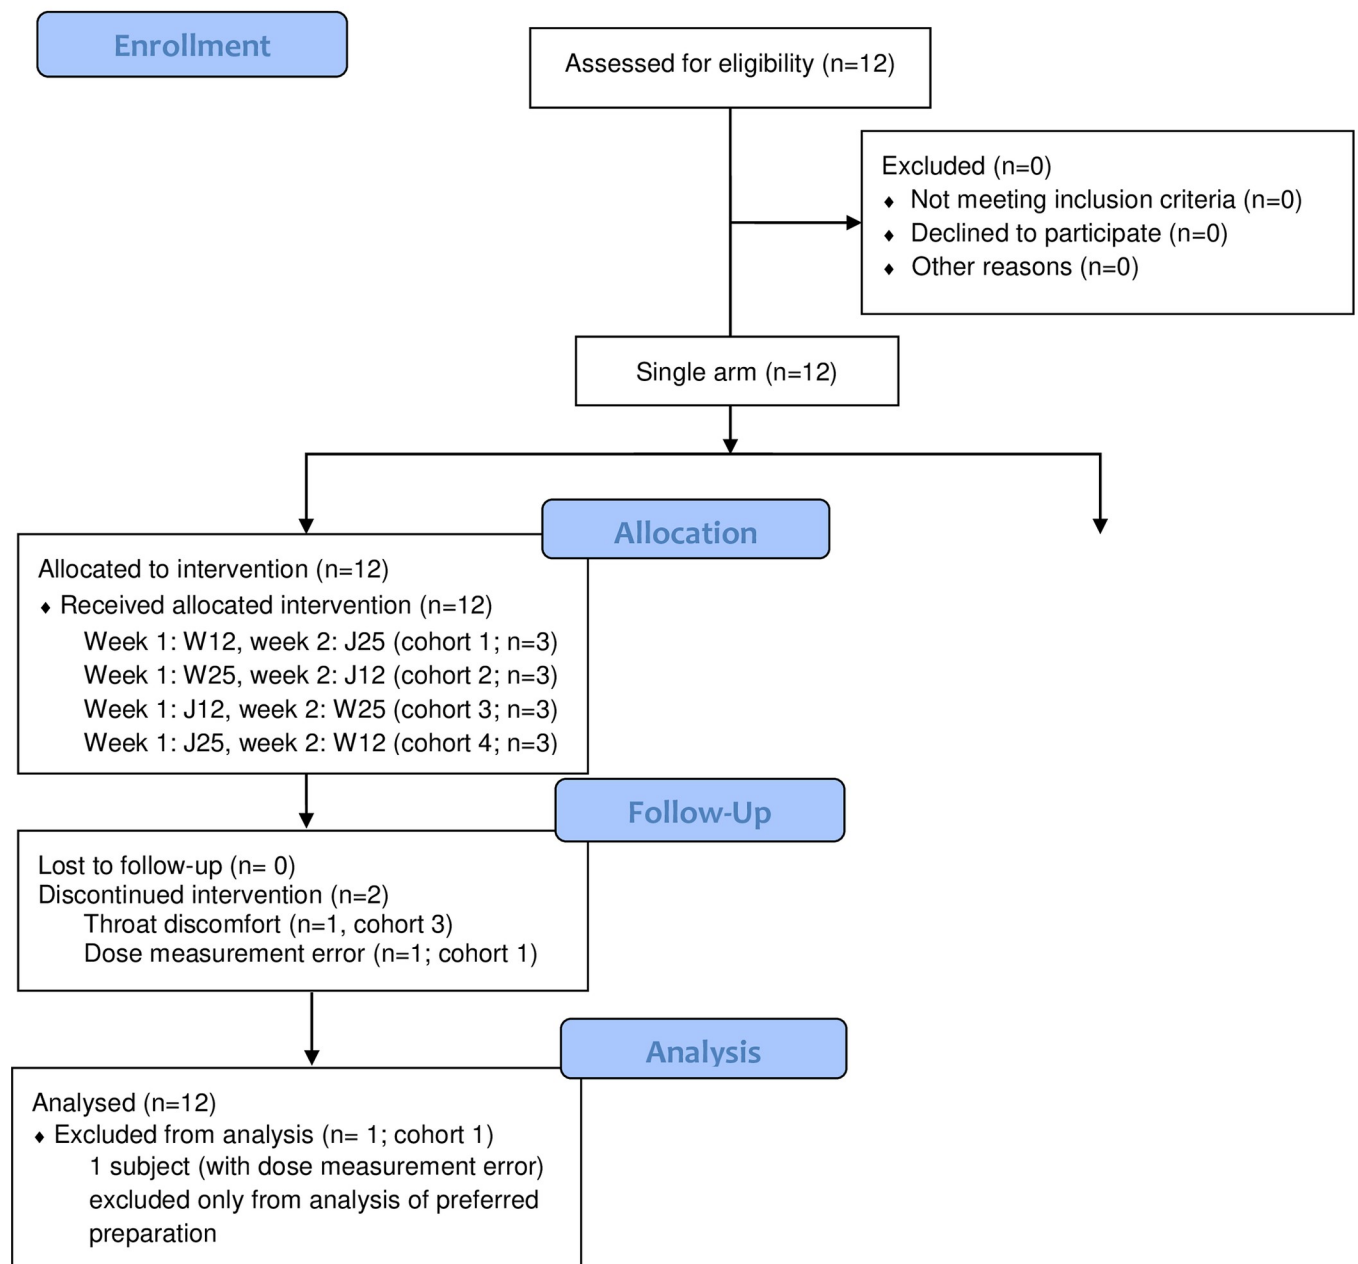 Enrollment
Assessed for eligibility (n=12)
Excluded (n=0)
♦ Not meeting inclusion criteria (n=0)
♦ Declined to participate (n=0)
♦ Other reasons (n=0)
Single arm (n=12)
Allocation
Allocated to intervention (n=12)
♦ Received allocated intervention (n=12)
Week 1: W12, week 2: J25 (cohort 1; n=3)
Week 1: W25, week 2: J12 (cohort 2; n=3)
Week 1: J12, week 2: W25 (cohort 3; n=3)
Week 1: J25, week 2: W12 (cohort 4; n=3)
Follow-Up
Lost to follow-up (n= 0)
Discontinued intervention (n=2)
Throat discomfort (n=1, cohort 3)
Dose measurement error (n=1; cohort 1)
Analysis
Analysed (n=12)
♦ Excluded from analysis (n= 1; cohort 1)
1 subject (with dose measurement error)
excluded only from analysis of preferred
preparation